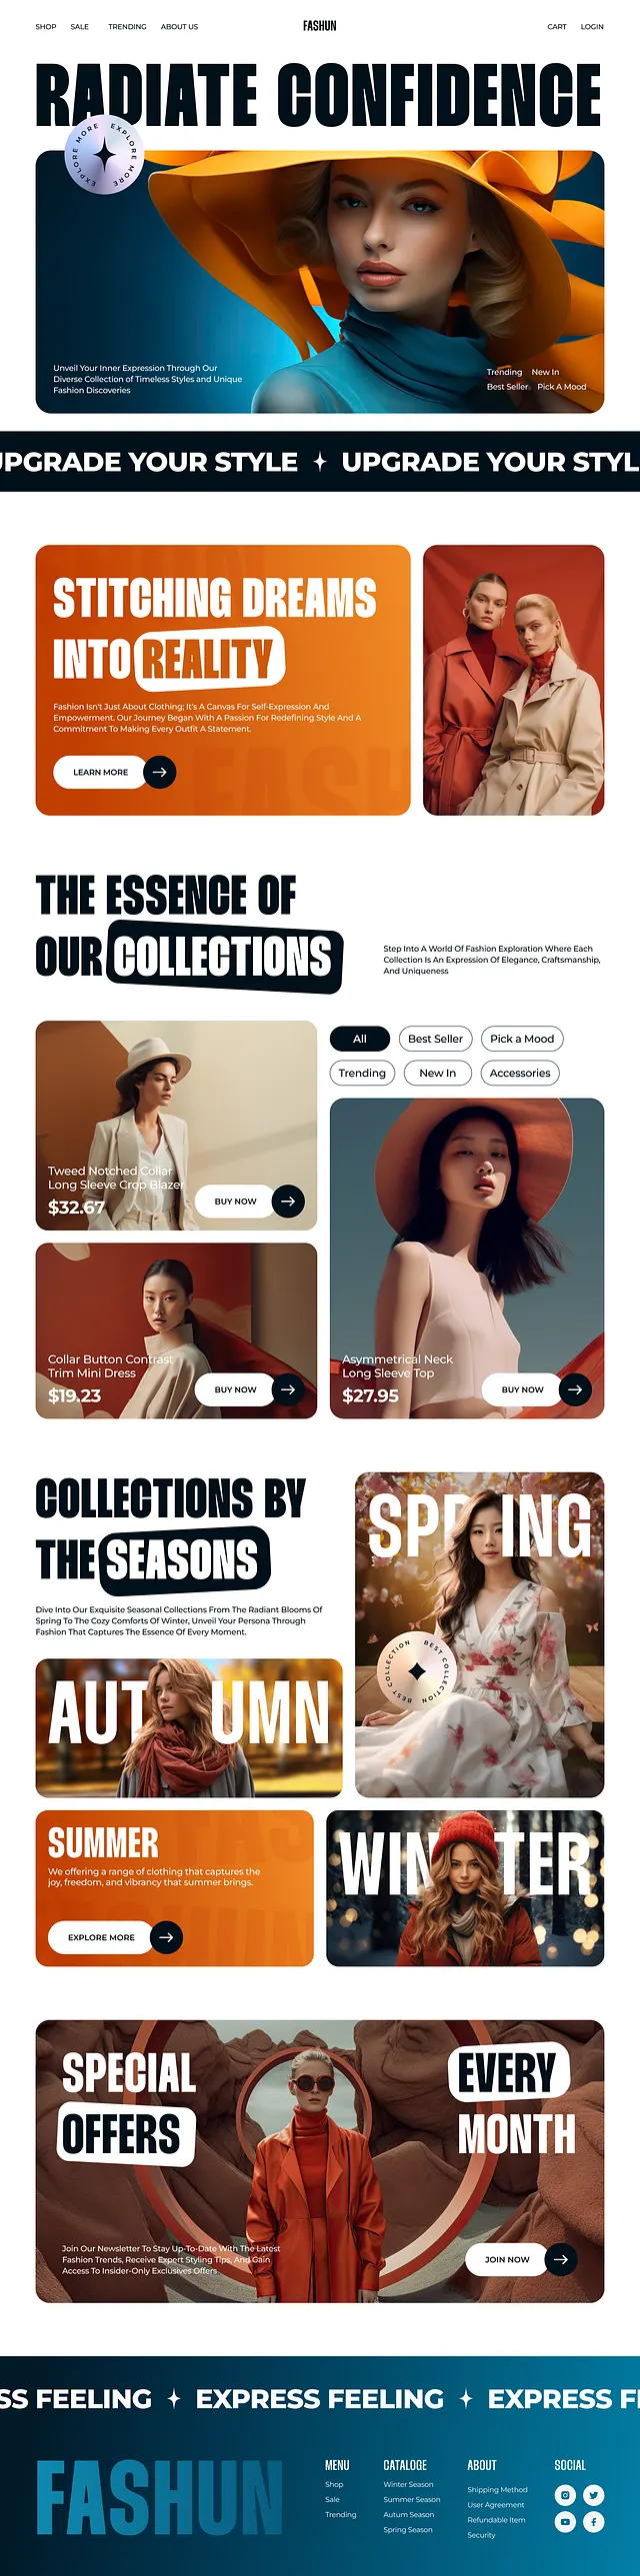 SHOP SALE TRENDING ABOUT US FASHUN CART LOGIN
RADIATE CONFIDENCE
EXPLORE MORE EXPLORE MORE EXPLORE MORE
Unveil Your Inner Expression Through Our
Diverse Collection of Timeless Styles and Unique
Fashion Discoveries
Trending New In
Best Seller Pick A Mood
UPGRADE YOUR STYLE UPGRADE YOUR STYL
STITCHING DREAMS
INTO REALITY
Fashion Isn't Just About Clothing; It's A Canvas For Self-Expression And
Empowerment. Our Journey Began With A Passion For Redefining Style And A
Commitment To Making Every Outfit A Statement.
LEARN MORE
FASH
THE ESSENCE OF
OUR COLLECTIONS
Step Into A World Of Fashion Exploration Where Each
Collection Is An Expression Of Elegance, Craftsmanship,
And Uniqueness
All Best Seller Pick a Mood
Trending New In Accessories
Tweed Notched Collar
Long Sleeve Crop Blazer
$32.67
BUY NOW
Collar Button Contrast
Trim Mini Dress
$19.23
BUY NOW
Asymmetrical Neck
Long Sleeve Top
$27.95
BUY NOW
COLLECTIONS BY
THE SEASONS
Dive Into Our Exquisite Seasonal Collections From The Radiant Blooms Of
Spring To The Cozy Comforts Of Winter, Unveil Your Persona Through
Fashion That Captures The Essence Of Every Moment.
SPRING
BEST COLLECTION BEST COLLECTION
AUTUMN
SUMMER
We offering a range of clothing that captures the
joy, freedom, and vibrancy that summer brings.
EXPLORE MORE
WINTER
SPECIAL
OFFERS
EVERY
MONTH
Join Our Newsletter To Stay Up-To-Date With The Latest
Fashion Trends, Receive Expert Styling Tips, And Gain
Access To Insider-Only Exclusives Offers
JOIN NOW
SS FEELING EXPRESS FEELING EXPRESS F
FASHUN
MENU
Shop
Sale
Trending
CATALOGE
Winter Season
Summer Season
Autum Season
Spring Season
ABOUT
Shipping Method
User Agreement
Refundable Item
Security
SOCIAL